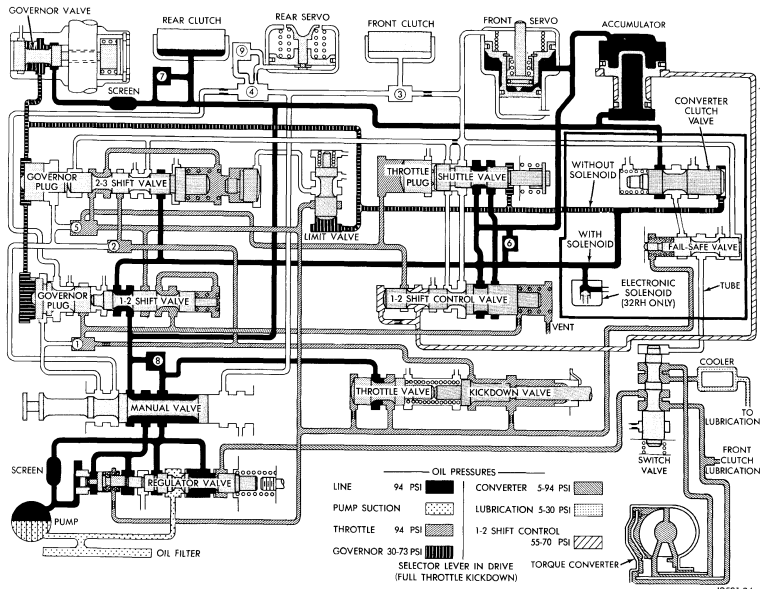 GOVERNOR VALVE
REAR CLUTCH
REAR SERVO
FRONT CLUTCH
FRONT SERVO
ACCUMULATOR
9
7
4
3
SCREEN
CONVERTER
CLUTCH
VALVE
WITHOUT
SOLENOID
GOVERNOR
PLUG
2-3 SHIFT VALVE
THROTTLE
PLUG
SHUTTLE VALVE
LIMIT VALVE
5
2
6
WITH
SOLENOID
FAIL-SAFE VALVE
GOVERNOR
PLUG
1-2 SHIFT VALVE
1-2 SHIFT CONTROL VALVE
ELECTRONIC
SOLENOID
(32RH ONLY)
TUBE
VENT
1
8
THROTTLE VALVE
KICKDOWN VALVE
COOLER
MANUAL VALVE
TO
LUBRICATION
SCREEN
SWITCH
VALVE
FRONT
CLUTCH
LUBRICATION
REGULATOR VALVE
PUMP
OIL FILTER
OIL PRESSURES
LINE 94 PSI
CONVERTER 5-94 PSI
PUMP SUCTION
LUBRICATION 5-30 PSI
THROTTLE 94 PSI
1-2 SHIFT CONTROL
55-70 PSI
GOVERNOR 30-73 PSI
SELECTOR LEVER IN DRIVE
(FULL THROTTLE KICKDOWN)
TORQUE CONVERTER